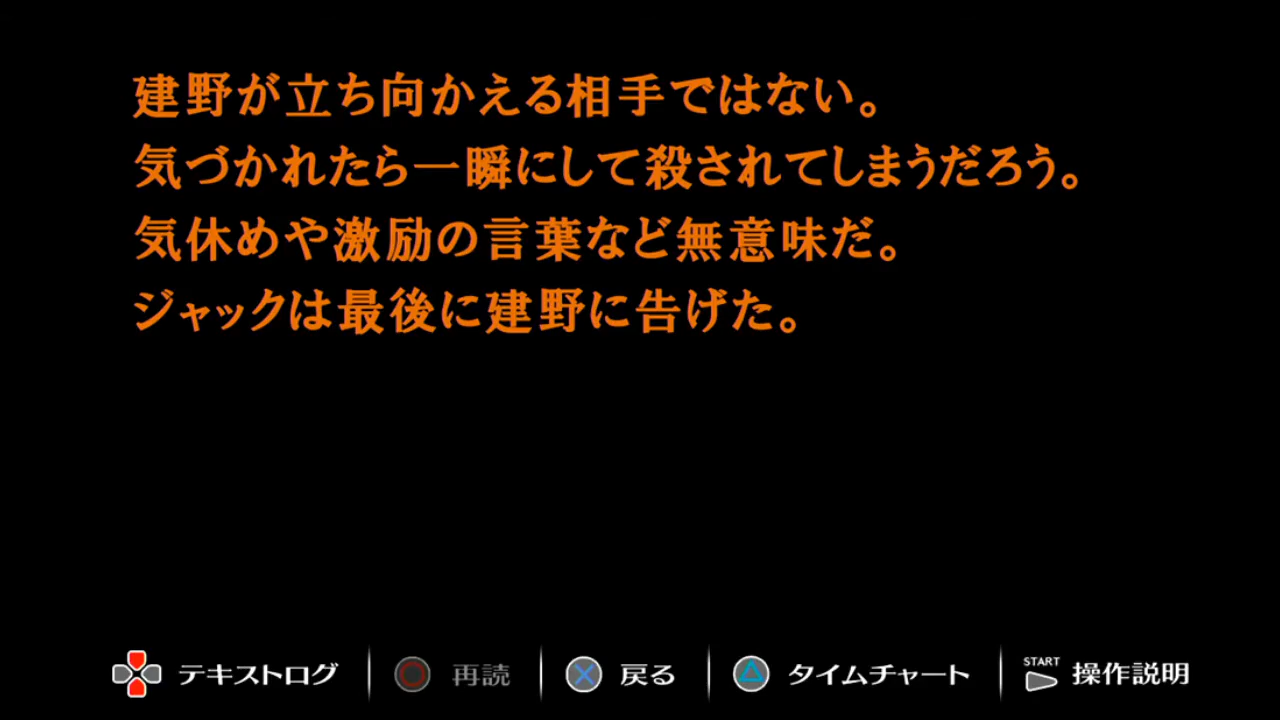 建野が立ち向かえる相手ではない。
気づかれたら一瞬にして殺されてしまうだろう。
気休めや激励の言葉など無意味だ。
ジャックは最後に建野に告げた。
テキストログ 再読 戻る タイムチャート START 操作説明